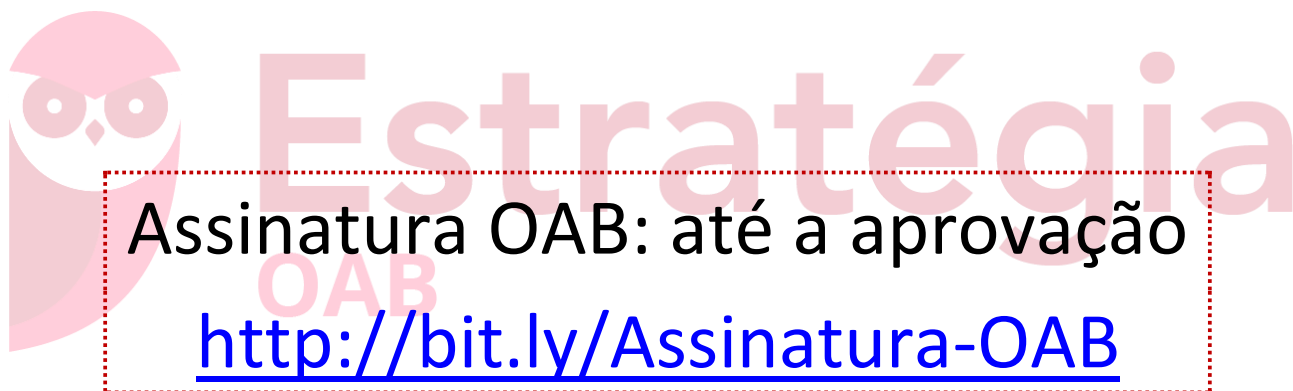 Estratégia
OAB
Assinatura OAB: até a aprovação
http://bit.ly/Assinatura-OAB